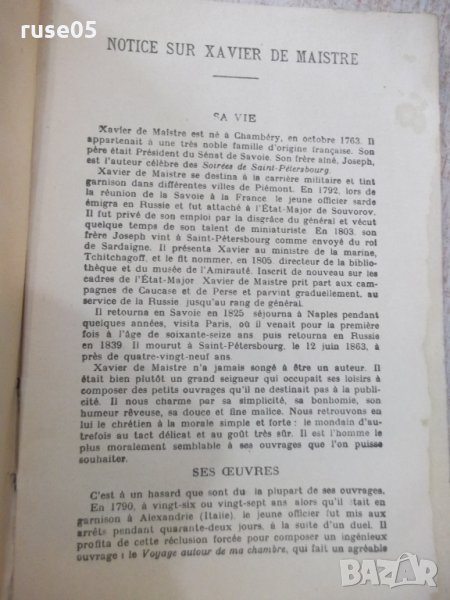 ruse05
NOTICE SUR XAVIER DE MAISTRE
SA VIE
Xavier de Maistre est né à Chambéry, en octobre 1763. Il
appartenait à une très noble famille d'origine française. Son
père était Président du Sénat de Savoie. Son frère aîné, Joseph,
est l'auteur célèbre des Soirées de Saint-Pétersbourg.
Xavier de Maistre se destina à la carrière militaire et tint
garnison dans différentes villes de Piémont. En 1792, lors de
la réunion de la Savoie à la France le jeune officier sarde
émigra en Russie et fut attaché à l'État-Major de Souvorov.
Il fut privé de son emploi par la disgrâce du général et vécut
quelque temps de son talent de miniaturiste En 1803, son
frère Joseph vint à Saint-Pétersbourg comme envoyé du roi
de Sardaigne. Il présenta Xavier au ministre de la marine,
Tchitchagoff, et le fit nommer, en 1805, directeur de la biblio-
thèque et du musée de l'Amirauté. Inscrit de nouveau sur les
cadres de l'État-Major Xavier de Maistre prit part aux cam-
pagnes de Caucase et de Perse et parvint graduellement, au
service de la Russie jusqu'au rang de général.
Il retourna en Savoie en 1825 séjourna à Naples pendant
quelques années, visita Paris, où il venait pour la première
fois à l'âge de soixante-seize ans, puis retourna en Russie
en 1839. Il mourut à Saint-Pétersbourg, le 12 juin 1863, à
près de quatre-vingt-neuf ans.
Xavier de Maistre n'a jamais songé à être un auteur. Il
était bien plutôt un grand seigneur qui occupait ses loisirs à
composer des petits ouvrages qu'il ne destinait pas à la publi-
cité. Il nous charme par sa simplicité, sa bonhomie, son
humeur rêveuse, sa douce et fine malice. Nous retrouvons en
lui le chrétien à la morale simple et forte : le mondain d'au-
trefois au tact délicat et au goût très sûr. Il est l'homme le
plus moralement semblable à ses ouvrages que l'on puisse
souhaiter.
SES ŒUVRES
C'est à un hasard que sont du la plupart de ses ouvrages.
En 1790, à vingt-six ou vingt-sept ans alors qu'il était en
garnison à Alexandrie (Italie), le jeune officier fut mis aux
arrêts pendant quarante-deux jours, à la suite d'un duel. Il
profita de cette réclusion forcée pour composer un ingénieux
ouvrage : le Voyage autour de ma chambre, qui fait un agréable
BAZAR